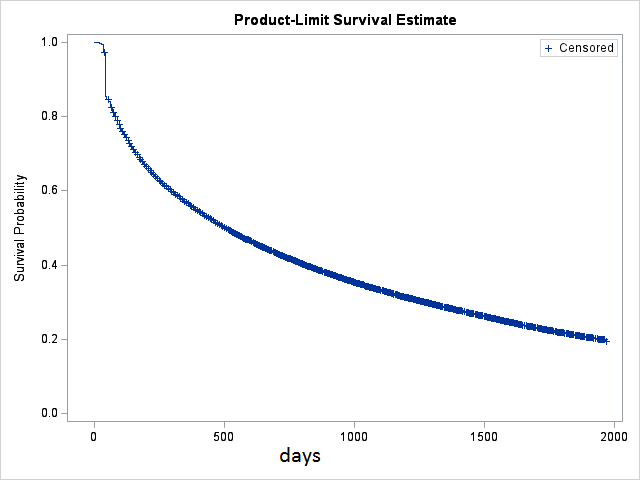 Product-Limit Survival Estimate
1.0
+ Censored
0.8
0.6
0.4
0.2
0.0
Survival Probability
0 500 1000 1500 2000
days